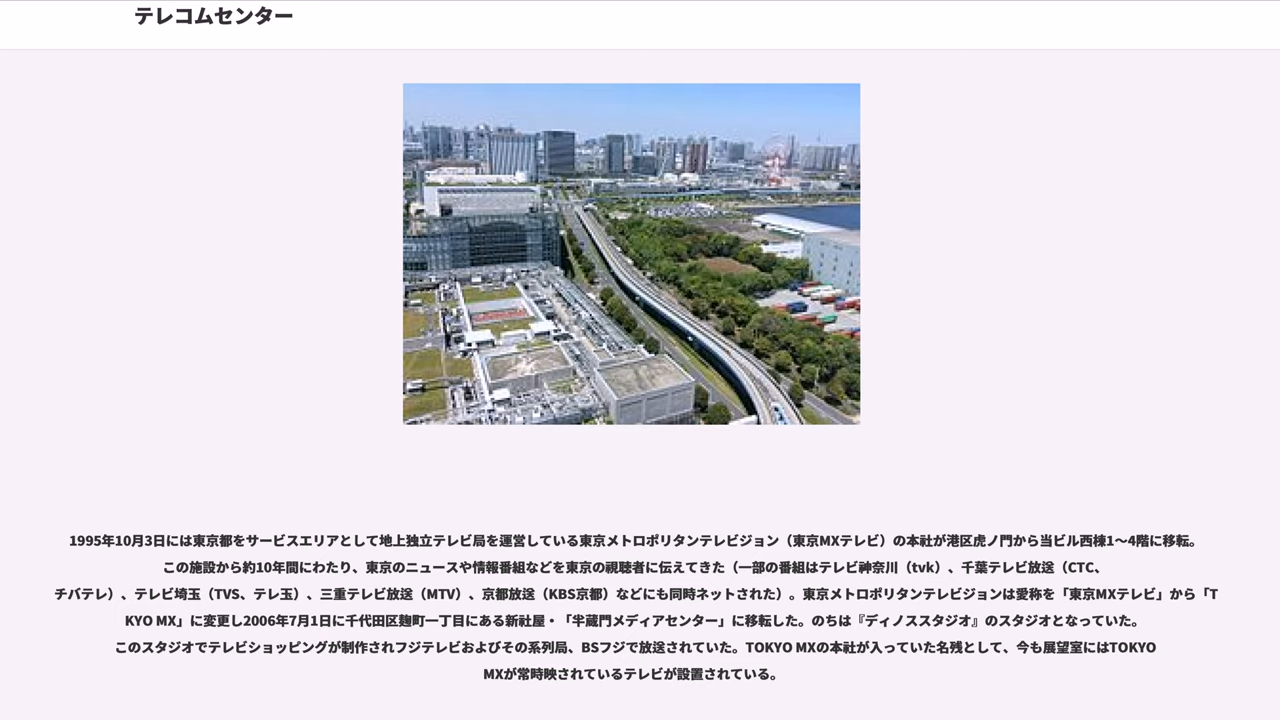 テレコムセンター
1995年10月3日には東京都をサービスエリアとして地上独立テレビ局を運営している東京メトロポリタンテレビジョン（東京MXテレビ）の本社が港区虎ノ門から当ビル西棟1〜4階に移転。
この施設から約10年間にわたり、東京のニュースや情報番組などを東京の視聴者に伝えてきた（一部の番組はテレビ神奈川（tvk）、千葉テレビ放送（CTC、
チバテレ）、テレビ埼玉（TVS、テレ玉）、三重テレビ放送（MTV）、京都放送（KBS京都）などにも同時ネットされた）。東京メトロポリタンテレビジョンは愛称を「東京MXテレビ」から「T
KYO MX」に変更し2006年7月1日に千代田区麹町一丁目にある新社屋・「半蔵門メディアセンター」に移転した。のちは『ディノススタジオ』のスタジオとなっていた。
このスタジオでテレビショッピングが制作されフジテレビおよびその系列局、BSフジで放送されていた。TOKYO MXの本社が入っていた名残として、今も展望室にはTOKYO
MXが常時映されているテレビが設置されている。